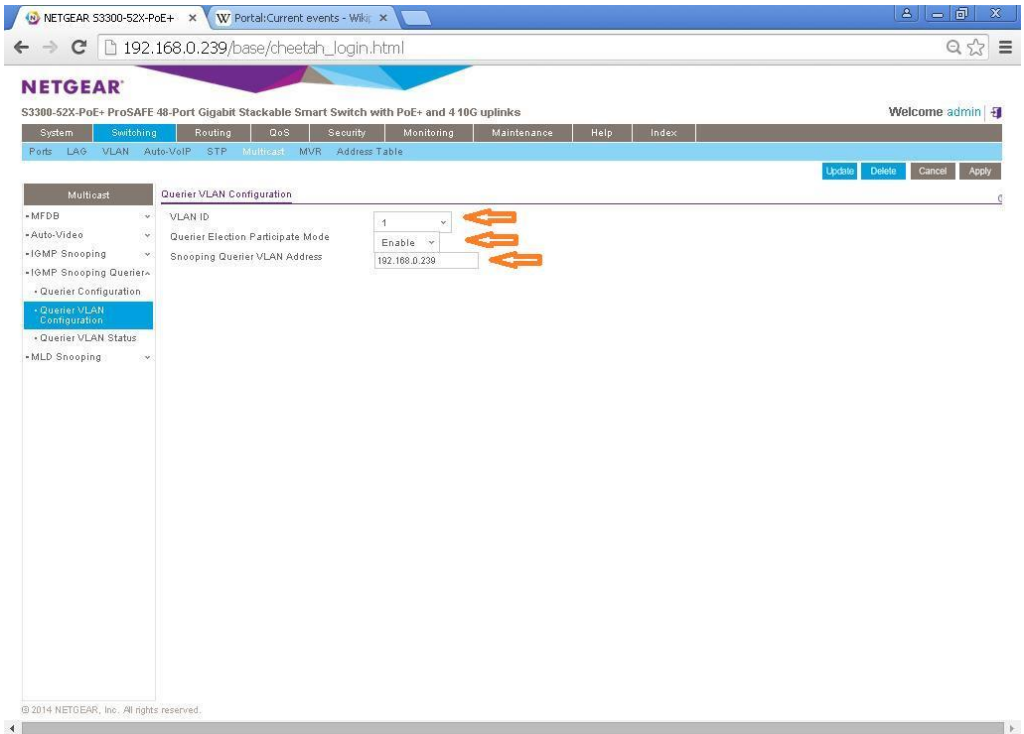 NETGEAR S3300-52X-PoE+ × W Portal:Current events - Wiki ×
192.168.0.239/base/cheetah_login.html
NETGEAR
S3300-52X-PoE+ ProSAFE 48-Port Gigabit Stackable Smart Switch with PoE+ and 4 10G uplinks Welcome admin
System Switching Routing QoS Security Monitoring Maintenance Help Index
Ports LAG VLAN Auto-VoIP STP Multicast MVR Address Table
Update Delete Cancel Apply
Multicast
Querier VLAN Configuration
MFDB
VLAN ID 1
Auto-Video
Querier Election Participate Mode Enable
IGMP Snooping
Snooping Querier VLAN Address 192.168.0.239
IGMP Snooping Querier
Querier Configuration
Querier VLAN
Configuration
Querier VLAN Status
MLD Snooping
© 2014 NETGEAR, Inc. All rights reserved.